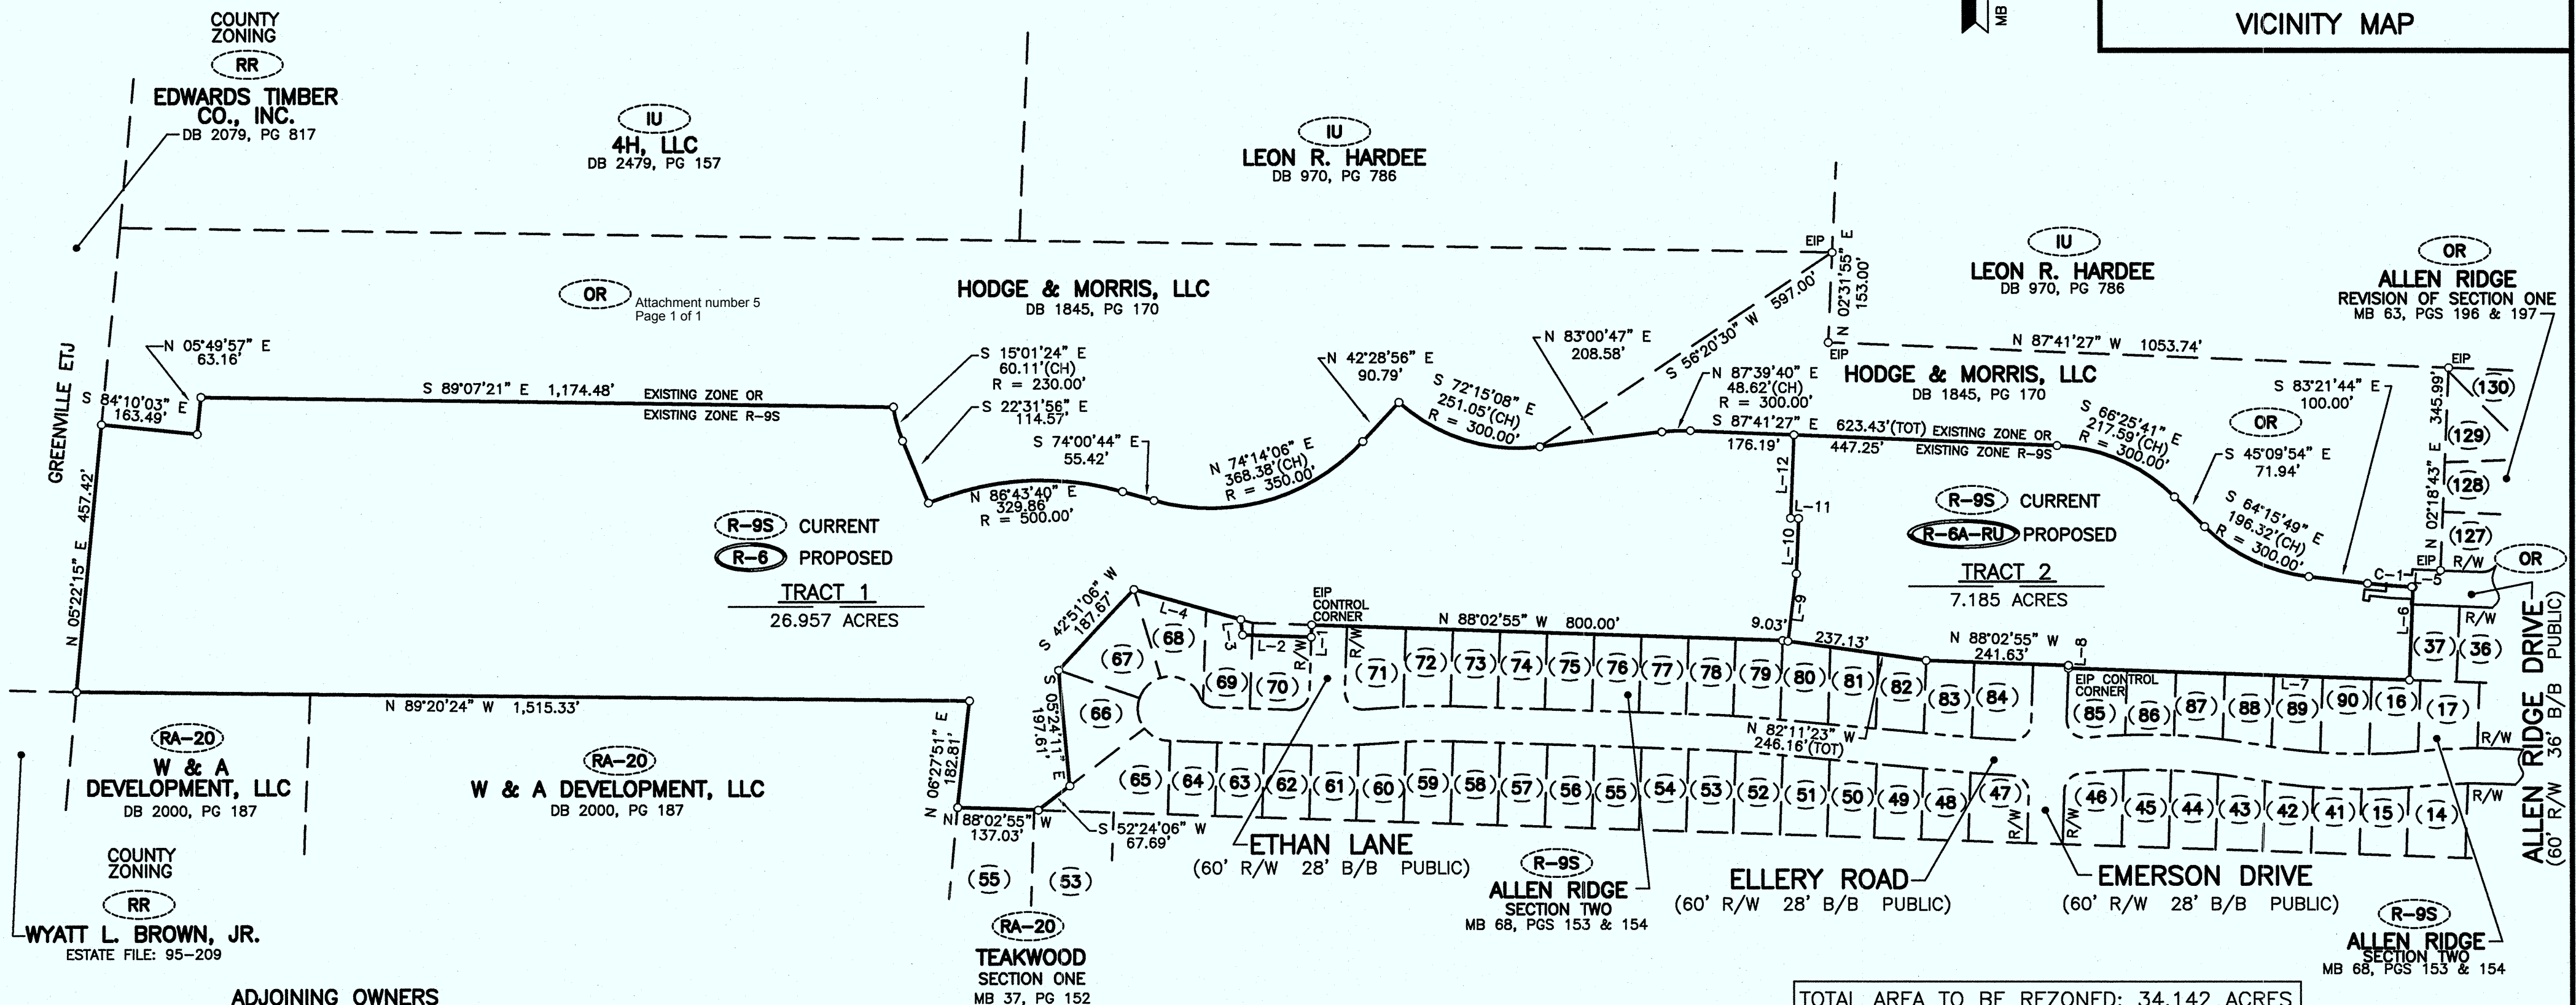 COUNTY
ZONING
RR
EDWARDS TIMBER
CO., INC.
DB 2079, PG 817
IU
4H, LLC
DB 2479, PG 157
IU
LEON R. HARDEE
DB 970, PG 786
MB
VICINITY MAP
EIP
N 02°31'55" E
153.00'
EIP
IU
LEON R. HARDEE
DB 970, PG 786
OR
ALLEN RIDGE
REVISION OF SECTION ONE
MB 63, PGS 196 & 197
OR
Attachment number 5
Page 1 of 1
HODGE & MORRIS, LLC
DB 1845, PG 170
S 56°20'30" W 597.00'
N 87°41'27" W 1053.74'
EIP
HODGE & MORRIS, LLC
DB 1845, PG 170
GREENVILLE ETJ
N 05°49'57" E
63.16'
S 84°10'03" E
163.49'
S 89°07'21" E 1,174.48'
EXISTING ZONE OR
EXISTING ZONE R-9S
S 15°01'24" E
60.11'(CH)
R = 230.00'
S 22°31'56" E
114.57'
S 74°00'44" E
55.42'
N 86°43'40" E
329.86'
R = 500.00'
N 74°14'06" E
368.38'(CH)
R = 350.00'
N 42°28'56" E
90.79'
S 72°15'08" E
251.05'(CH)
R = 300.00'
N 83°00'47" E
208.58'
N 87°39'40" E
48.62'(CH)
R = 300.00'
S 87°41'27" E 623.43'(TOT) EXISTING ZONE OR
176.19'
447.25'
EXISTING ZONE R-9S
S 66°25'41" E
217.59'(CH)
R = 300.00'
S 83°21'44" E
100.00'
OR
S 45°09'54" E
71.94'
S 64°15'49" E
196.32'(CH)
R = 300.00'
N 02°18'43" E 345.99'
(130)
(129)
(128)
(127)
EIP
R/W
OR
C-1
L-5
L-6
R/W
N 05°22'15" E 457.42'
R-9S CURRENT
R-6 PROPOSED
TRACT 1
26.957 ACRES
L-12
L-11
L-10
L-9
R-9S CURRENT
R-6A-RU PROPOSED
TRACT 2
7.185 ACRES
S 42°51'06" W
187.67'
L-4
L-3
L-2
L-1
EIP
CONTROL
CORNER
R/W
R/W
N 88°02'55" W 800.00'
9.03'
237.13'
N 88°02'55" W
241.63'
L-8
EIP CONTROL
CORNER
L-7
(67)
(68)
(69)
(70)
(71)
(72)
(73)
(74)
(75)
(76)
(77)
(78)
(79)
(80)
(81)
(82)
(83)
(84)
(85)
(86)
(87)
(88)
(89)
(90)
(16)
(17)
(37)
(36)
R/W
(66)
S 05°24'11" E
197.61'
N 82°11'23" W
246.16'(TOT)
N 89°20'24" W 1,515.33'
N 06°27'51" E
182.81'
N 88°02'55" W
137.03'
S 52°24'06" W
67.69'
(65)
(64)
(63)
(62)
(61)
(60)
(59)
(58)
(57)
(56)
(55)
(54)
(53)
(52)
(51)
(50)
(49)
(48)
(47)
R/W
R/W
(46)
(45)
(44)
(43)
(42)
(41)
(15)
(14)
R/W
ALLEN RIDGE DRIVE
(60' R/W 36' B/B PUBLIC)
RA-20
W & A
DEVELOPMENT, LLC
DB 2000, PG 187
RA-20
W & A DEVELOPMENT, LLC
DB 2000, PG 187
COUNTY
ZONING
RR
WYATT L. BROWN, JR.
ESTATE FILE: 95-209
(55)
(53)
RA-20
TEAKWOOD
SECTION ONE
MB 37, PG 152
ETHAN LANE
(60' R/W 28' B/B PUBLIC)
R-9S
ALLEN RIDGE
SECTION TWO
MB 68, PGS 153 & 154
ELLERY ROAD
(60' R/W 28' B/B PUBLIC)
EMERSON DRIVE
(60' R/W 28' B/B PUBLIC)
R-9S
ALLEN RIDGE
SECTION TWO
MB 68, PGS 153 & 154
ADJOINING OWNERS
TOTAL AREA TO BE REZONED: 34.142 ACRES